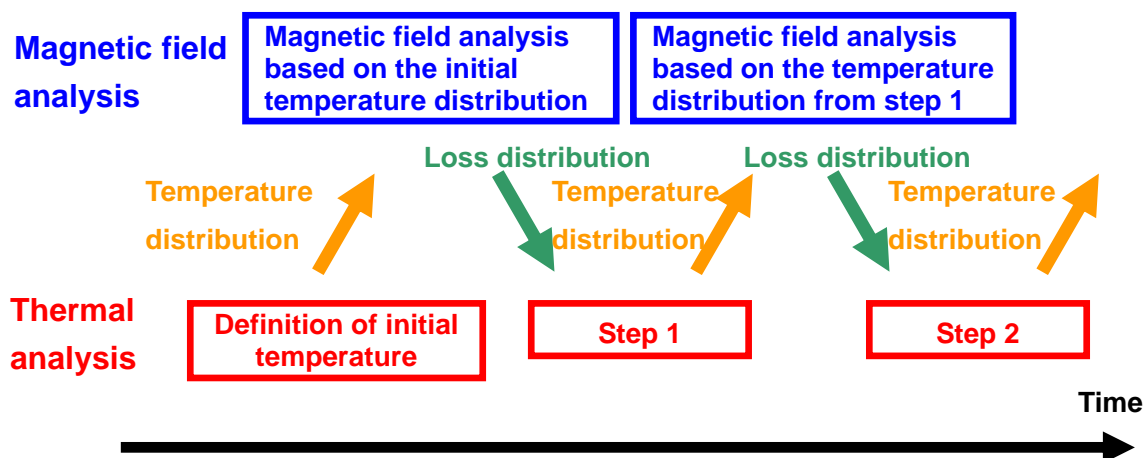 Magnetic field
analysis
Magnetic field analysis
based on the initial
temperature distribution
Magnetic field analysis
based on the temperature
distribution from step 1
Loss distribution
Loss distribution
Temperature
distribution
Temperature
distribution
Temperature
distribution
Thermal
analysis
Definition of initial
temperature
Step 1
Step 2
Time